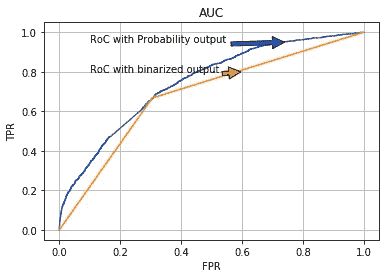 AUC
1.0
0.8
0.6
0.4
0.2
0.0
TPR
RoC with Probability output
RoC with binarized output
0.0 0.2 0.4 0.6 0.8 1.0
FPR